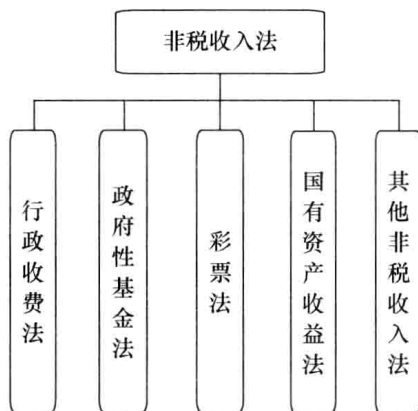 非税收入法
行政收费法
政府性基金法
彩票法
国有资产收益法
其他非税收入法